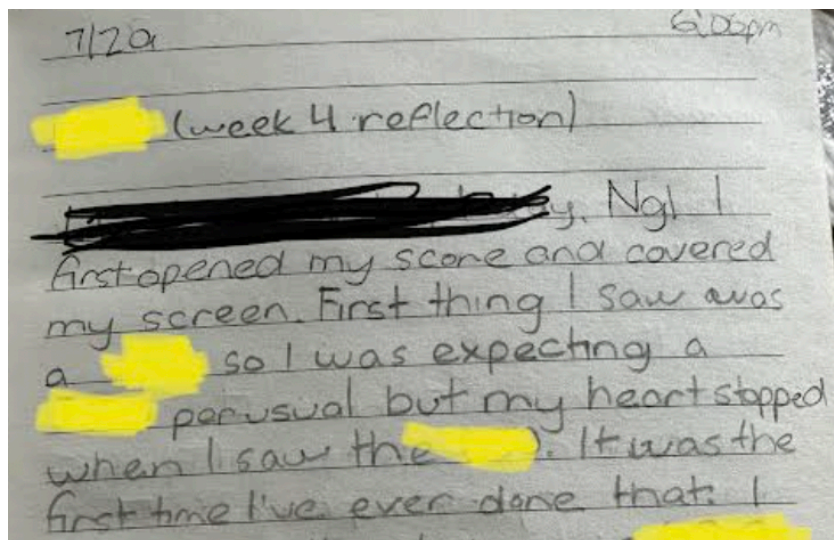 7/29 6:06pm
(week 4 reflection)
Ngl I
first opened my score and covered
my screen. First thing I saw was
a so I was expecting a
per usual but my heart stopped
when I saw the ). It was the
first time I've ever done that. I